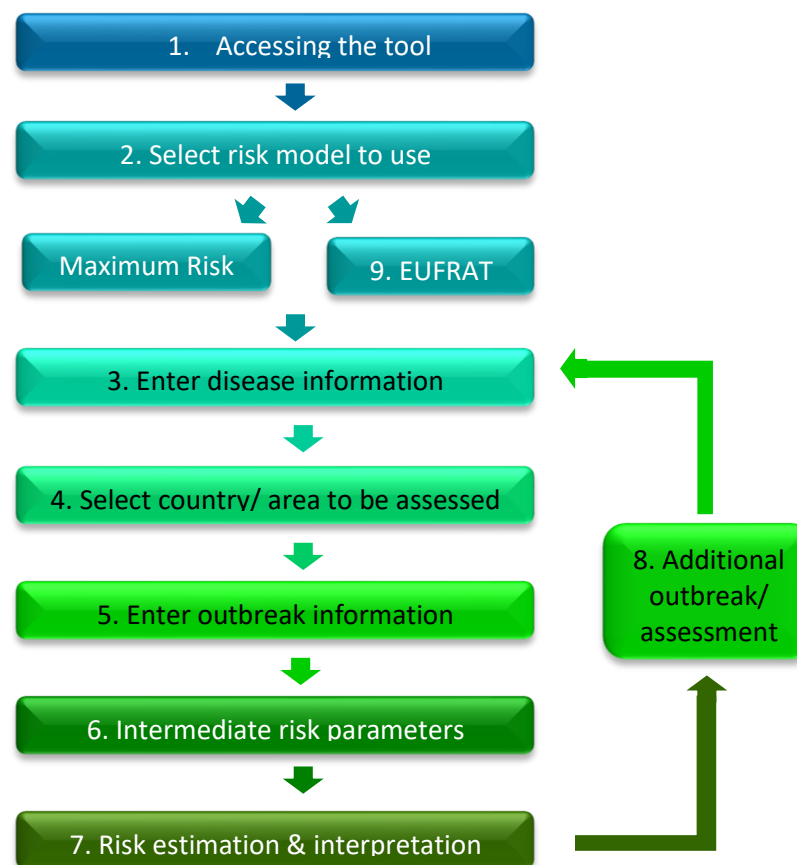 1. Accessing the tool
2. Select risk model to use
Maximum Risk
9. EUFRAT
3. Enter disease information
4. Select country/ area to be assessed
5. Enter outbreak information
8. Additional
outbreak/
assessment
6. Intermediate risk parameters
7. Risk estimation & interpretation